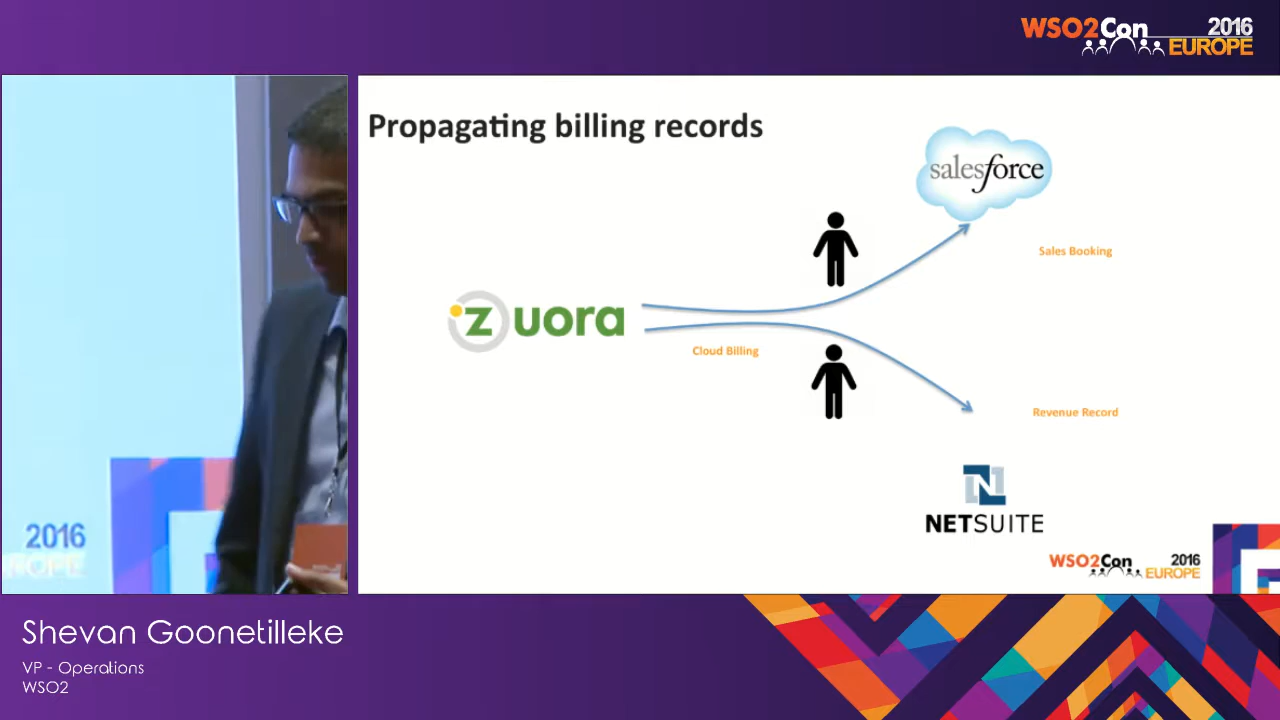 WSO2Con 2016
EUROPE
Propagating billing records
salesforce
Sales Booking
zuora
Cloud Billing
Revenue Record
N
NETSUITE
WSO2Con 2016
EUROPE
2016
EUROPE
Shevan Goonetilleke
VP - Operations
WSO2